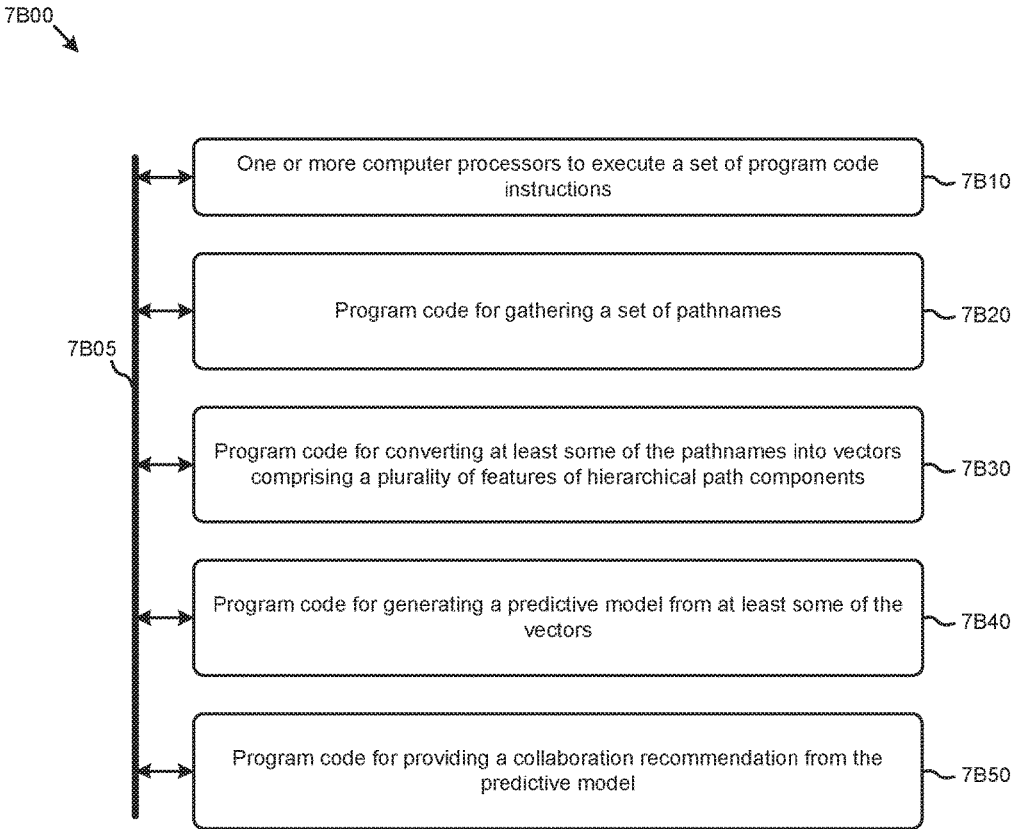 7B00
One or more computer processors to execute a set of program code
instructions
7B10
Program code for gathering a set of pathnames
7B20
7B05
Program code for converting at least some of the pathnames into vectors
comprising a plurality of features of hierarchical path components
7B30
Program code for generating a predictive model from at least some of the
vectors
7B40
Program code for providing a collaboration recommendation from the
predictive model
7B50